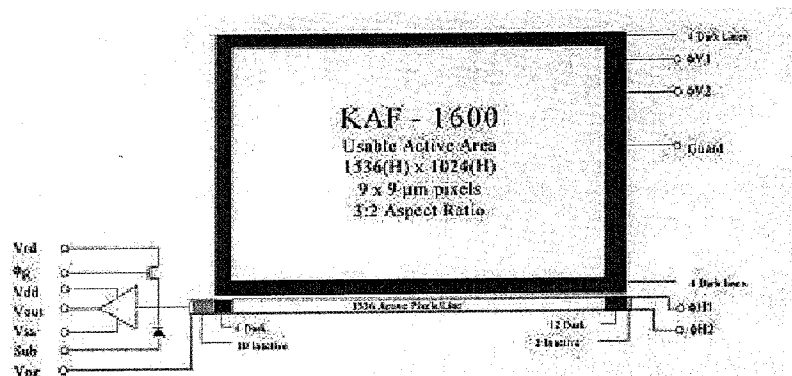 4 Dark Lines
ΦV1
ΦV2
KAF - 1600
Usable Active Area
1536(H) x 1024(H)
9 x 9 µm pixels
3:2 Aspect Ratio
Guard
Vrd
ΦR
Vdd
Vout
Vss
Sub
4 Dark Lines
1536 Active Pixels/Line
ΦH1
ΦH2
4 Dark
10 Inactive
12 Dark
2 Inactive